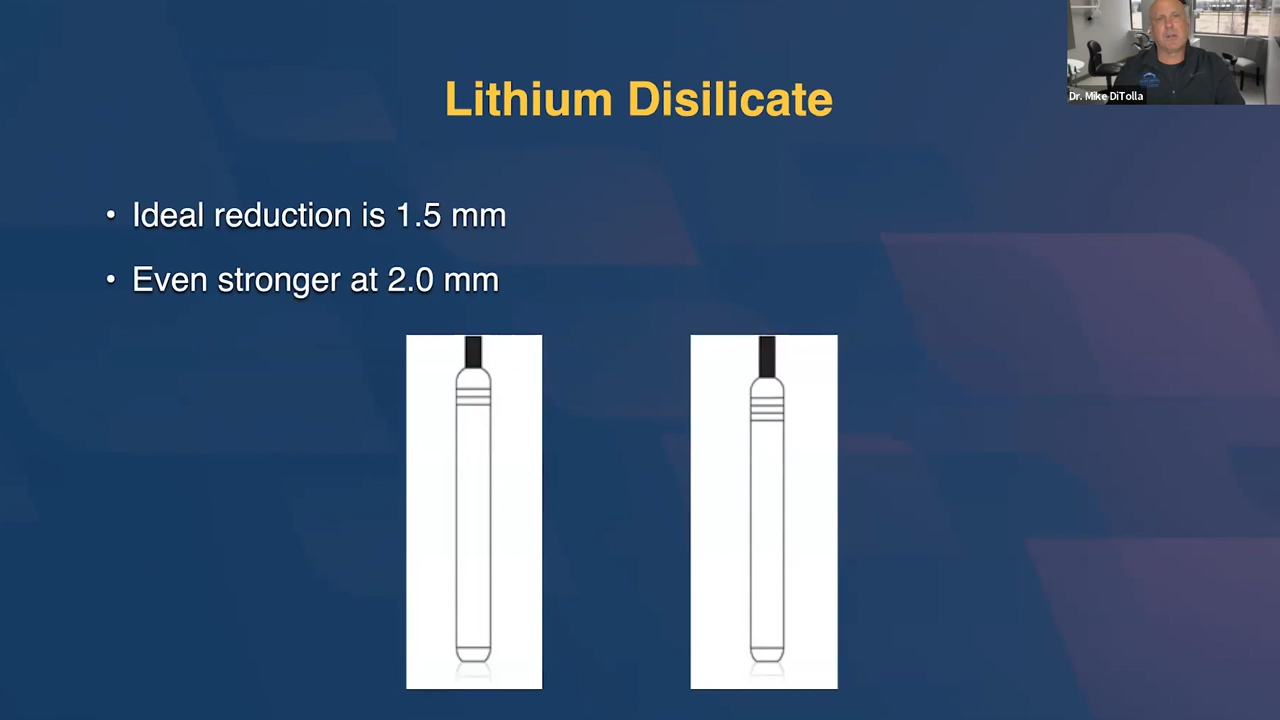 Dr. Mike DiTolla
Lithium Disilicate
• Ideal reduction is 1.5 mm
• Even stronger at 2.0 mm